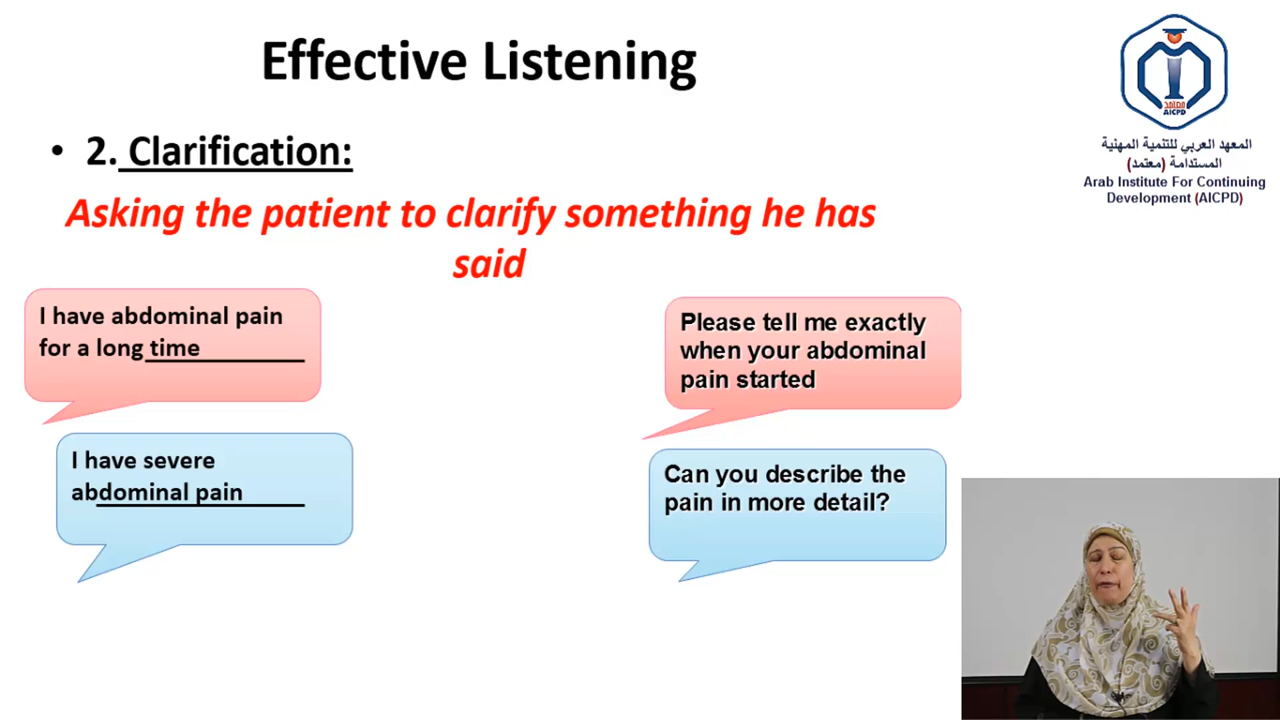 Effective Listening
• 2. Clarification:
Asking the patient to clarify something he has
said
I have abdominal pain
for a long time
Please tell me exactly
when your abdominal
pain started
I have severe
abdominal pain
Can you describe the
pain in more detail?
معتمد
AICPD
المعهد العربي للتنمية المهنية
المستدامة (معتمد)
Arab Institute For Continuing
Development (AICPD)